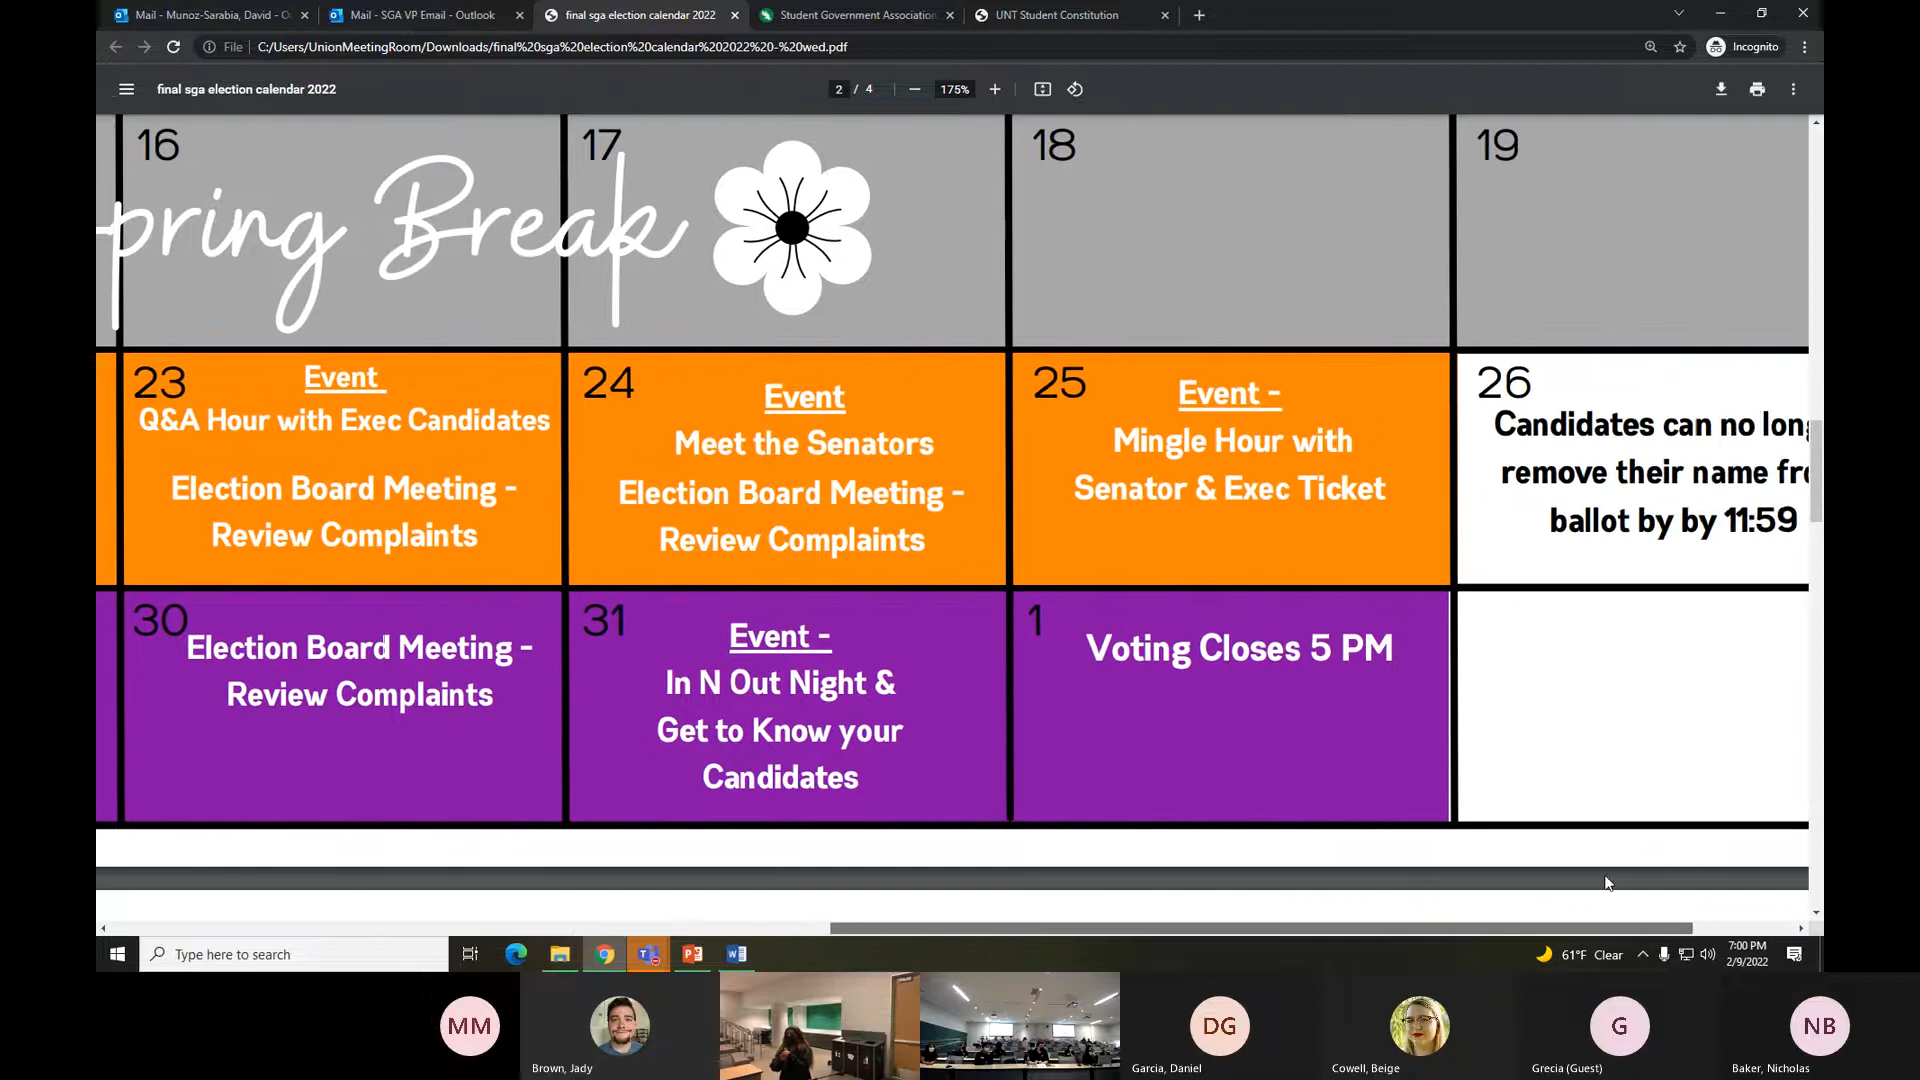 Mail - Munoz-Sarabia, David - O
Mail - SGA VP Email - Outlook
final sga election calendar 2022
Student Government Association
UNT Student Constitution
File
C:/Users/UnionMeetingRoom/Downloads/final%20sga%20election%20calendar%202022%20-%20wed.pdf
Incognito
final sga election calendar 2022
2 / 4
175%
16
17
18
19
pring Break
23
Event
Q&A Hour with Exec Candidates
Election Board Meeting -
Review Complaints
24
Event
Meet the Senators
Election Board Meeting -
Review Complaints
25
Event -
Mingle Hour with
Senator & Exec Ticket
26
Candidates can no long
remove their name fro
ballot by by 11:59
30
Election Board Meeting -
Review Complaints
31
Event -
In N Out Night &
Get to Know your
Candidates
1
Voting Closes 5 PM
Type here to search
61°F Clear
7:00 PM
2/9/2022
MM
Brown, Jady
DG
Garcia, Daniel
Cowell, Beige
G
Grecia (Guest)
NB
Baker, Nicholas